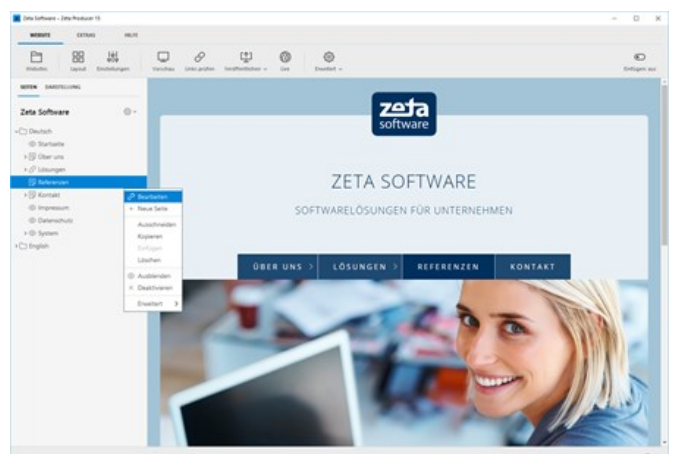 Zeta Software - Zeta Producer 15
WEBSITE EXTRAS HILFE
Websites Layout Einstellungen Vorschau Links prüfen Veröffentlichen Live Erweitert Einfügen aus
SEITEN DARSTELLUNG
Zeta Software
Deutsch
Startseite
Über uns
Lösungen
Referenzen
Kontakt
Impressum
Datenschutz
System
English
Bearbeiten
Neue Seite
Ausschneiden
Kopieren
Einfügen
Löschen
Ausblenden
Deaktivieren
Erweitert
zeta
software
ZETA SOFTWARE
SOFTWARELÖSUNGEN FÜR UNTERNEHMEN
ÜBER UNS > LÖSUNGEN > REFERENZEN KONTAKT